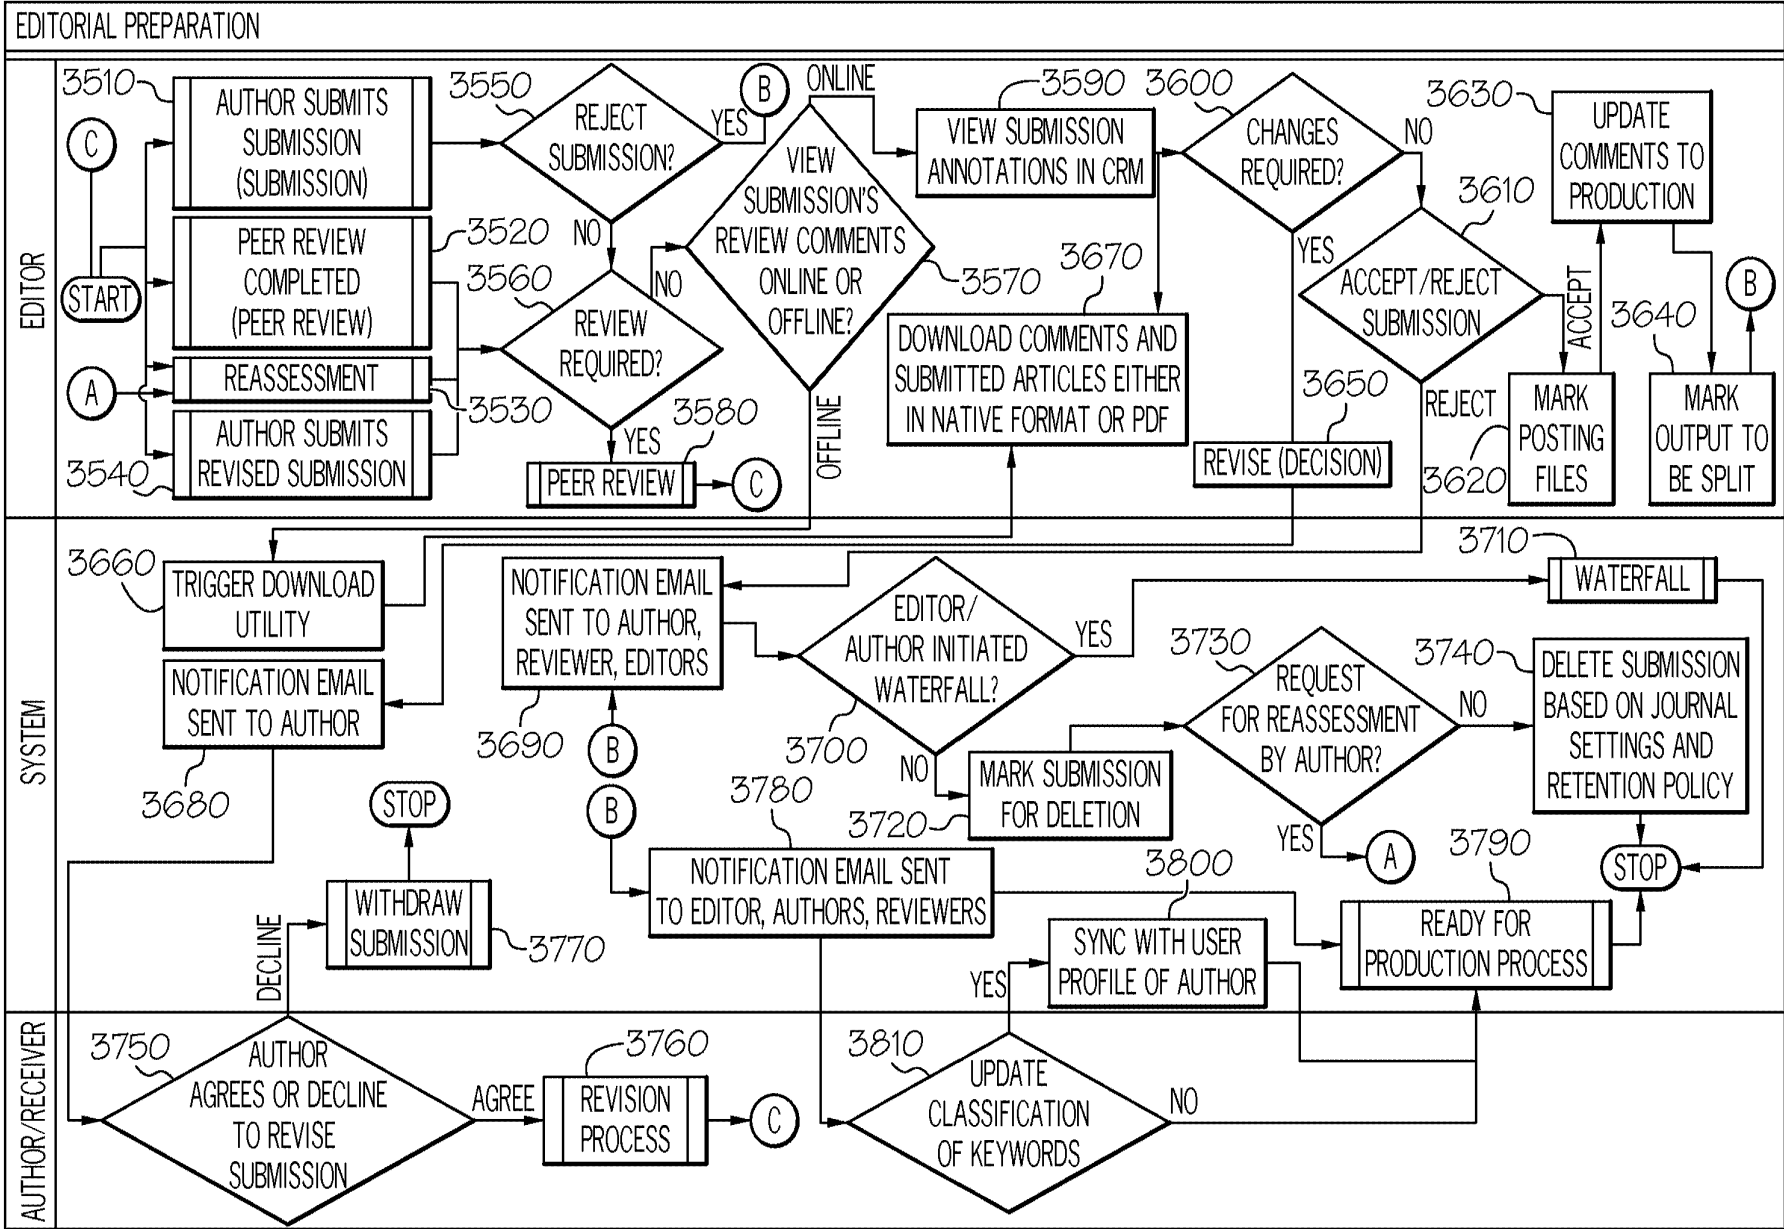 EDITORIAL PREPARATION
EDITOR
3510
C
START
A
AUTHOR SUBMITS
SUBMISSION
(SUBMISSION)
3520
PEER REVIEW
COMPLETED
(PEER REVIEW)
REASSESSMENT
3530
AUTHOR SUBMITS
REVISED SUBMISSION
3540
3550
REJECT
SUBMISSION?
YES
B
NO
3560
REVIEW
REQUIRED?
NO
YES
3580
PEER REVIEW
C
ONLINE
VIEW
SUBMISSION'S
REVIEW COMMENTS
ONLINE OR
OFFLINE?
3570
OFFLINE
3590
VIEW SUBMISSION
ANNOTATIONS IN CRM
3670
DOWNLOAD COMMENTS AND
SUBMITTED ARTICLES EITHER
IN NATIVE FORMAT OR PDF
3600
CHANGES
REQUIRED?
NO
YES
3650
REVISE (DECISION)
3610
ACCEPT/REJECT
SUBMISSION
ACCEPT
REJECT
3620
MARK
POSTING
FILES
3630
UPDATE
COMMENTS TO
PRODUCTION
3640
MARK
OUTPUT TO
BE SPLIT
B
SYSTEM
3660
TRIGGER DOWNLOAD
UTILITY
NOTIFICATION EMAIL
SENT TO AUTHOR
3680
STOP
WITHDRAW
SUBMISSION
3770
DECLINE
NOTIFICATION EMAIL
SENT TO AUTHOR,
REVIEWER, EDITORS
3690
B
B
EDITOR/
AUTHOR INITIATED
WATERFALL?
3700
YES
NO
3710
WATERFALL
MARK SUBMISSION
FOR DELETION
3720
3730
REQUEST
FOR REASSESSMENT
BY AUTHOR?
NO
YES
A
3740
DELETE SUBMISSION
BASED ON JOURNAL
SETTINGS AND
RETENTION POLICY
STOP
3780
NOTIFICATION EMAIL SENT
TO EDITOR, AUTHORS, REVIEWERS
3790
READY FOR
PRODUCTION PROCESS
3800
SYNC WITH USER
PROFILE OF AUTHOR
YES
AUTHOR/RECEIVER
3750
AUTHOR
AGREES OR DECLINE
TO REVISE
SUBMISSION
AGREE
3760
REVISION
PROCESS
C
3810
UPDATE
CLASSIFICATION
OF KEYWORDS
NO